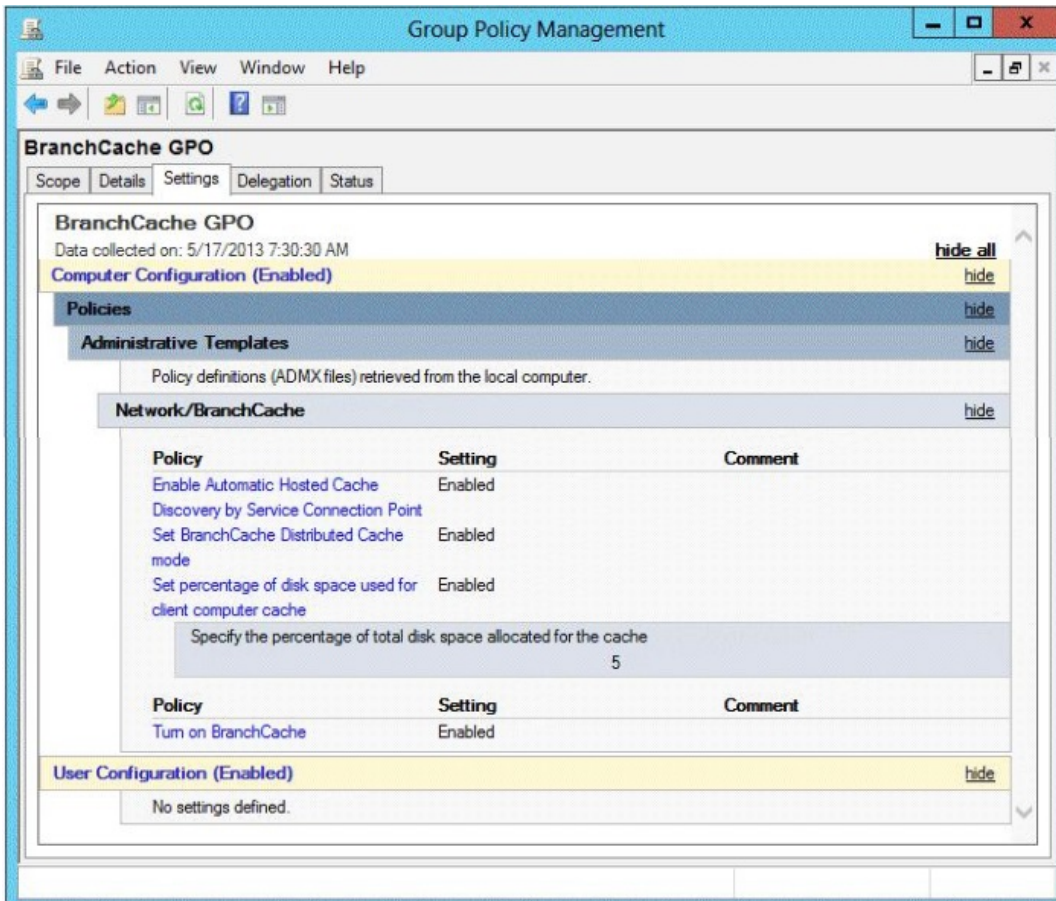 Group Policy Management
File Action View Window Help
BranchCache GPO
Scope Details Settings Delegation Status
BranchCache GPO
Data collected on: 5/17/2013 7:30:30 AM hide all
Computer Configuration (Enabled) hide
Policies hide
Administrative Templates hide
Policy definitions (ADMX files) retrieved from the local computer.
Network/BranchCache hide
Policy Setting Comment
Enable Automatic Hosted Cache Enabled
Discovery by Service Connection Point
Set BranchCache Distributed Cache Enabled
mode
Set percentage of disk space used for Enabled
client computer cache
Specify the percentage of total disk space allocated for the cache
5
Policy Setting Comment
Turn on BranchCache Enabled
User Configuration (Enabled) hide
No settings defined.